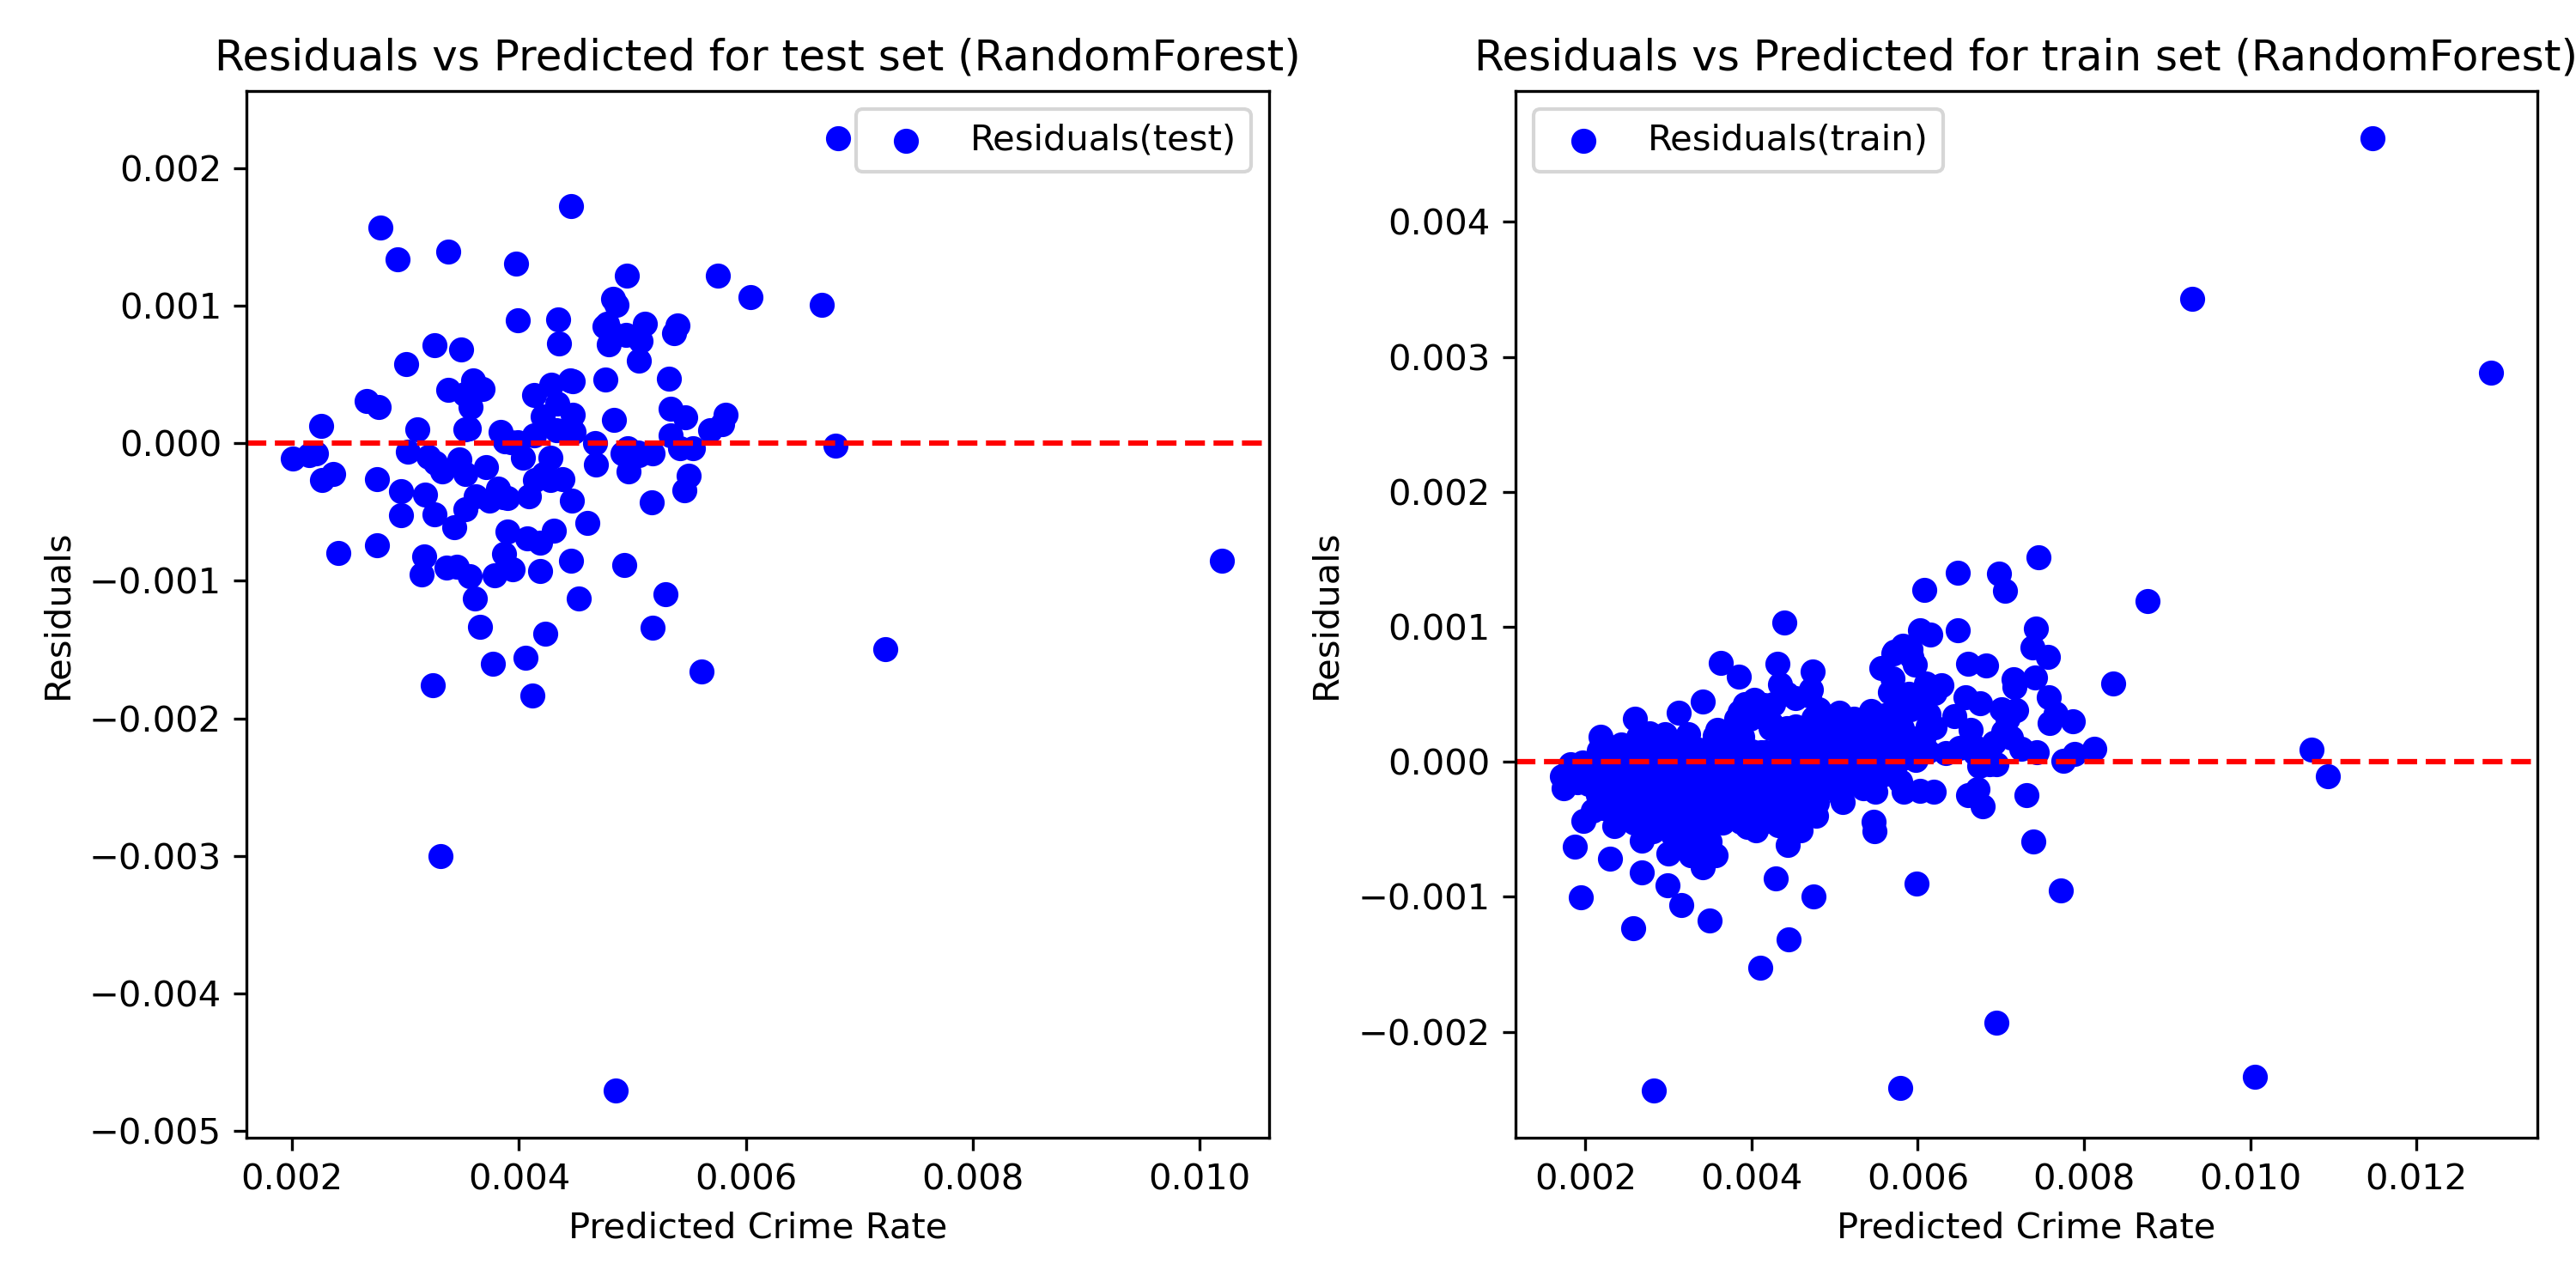 Residuals vs Predicted for test set (RandomForest)
Residuals(test)
0.002
0.001
0.000
−0.001
−0.002
−0.003
−0.004
−0.005
Residuals
0.002 0.004 0.006 0.008 0.010
Predicted Crime Rate
Residuals vs Predicted for train set (RandomForest)
Residuals(train)
0.004
0.003
0.002
0.001
0.000
−0.001
−0.002
Residuals
0.002 0.004 0.006 0.008 0.010 0.012
Predicted Crime Rate